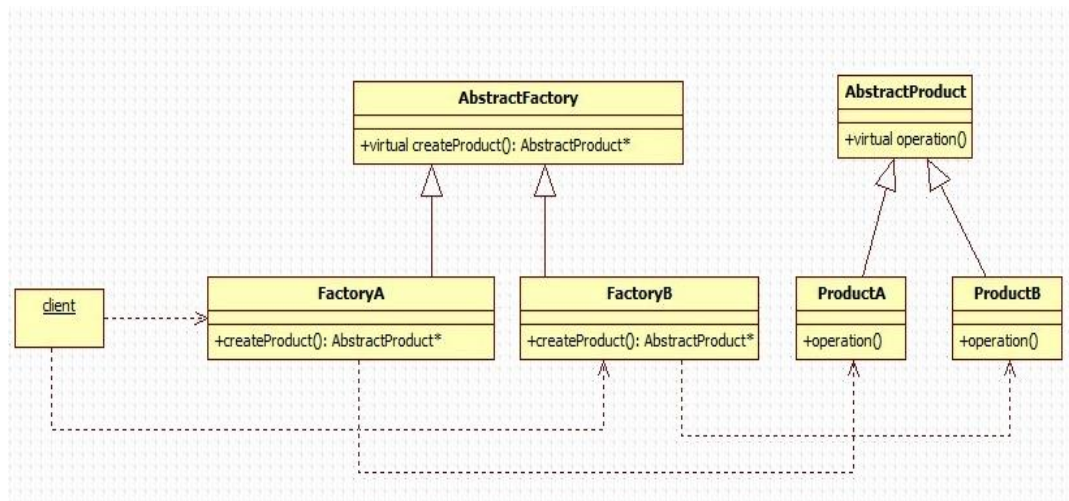 AbstractFactory
+virtual createProduct(): AbstractProduct*
AbstractProduct
+virtual operation()
client
FactoryA
+createProduct(): AbstractProduct*
FactoryB
+createProduct(): AbstractProduct*
ProductA
+operation()
ProductB
+operation()